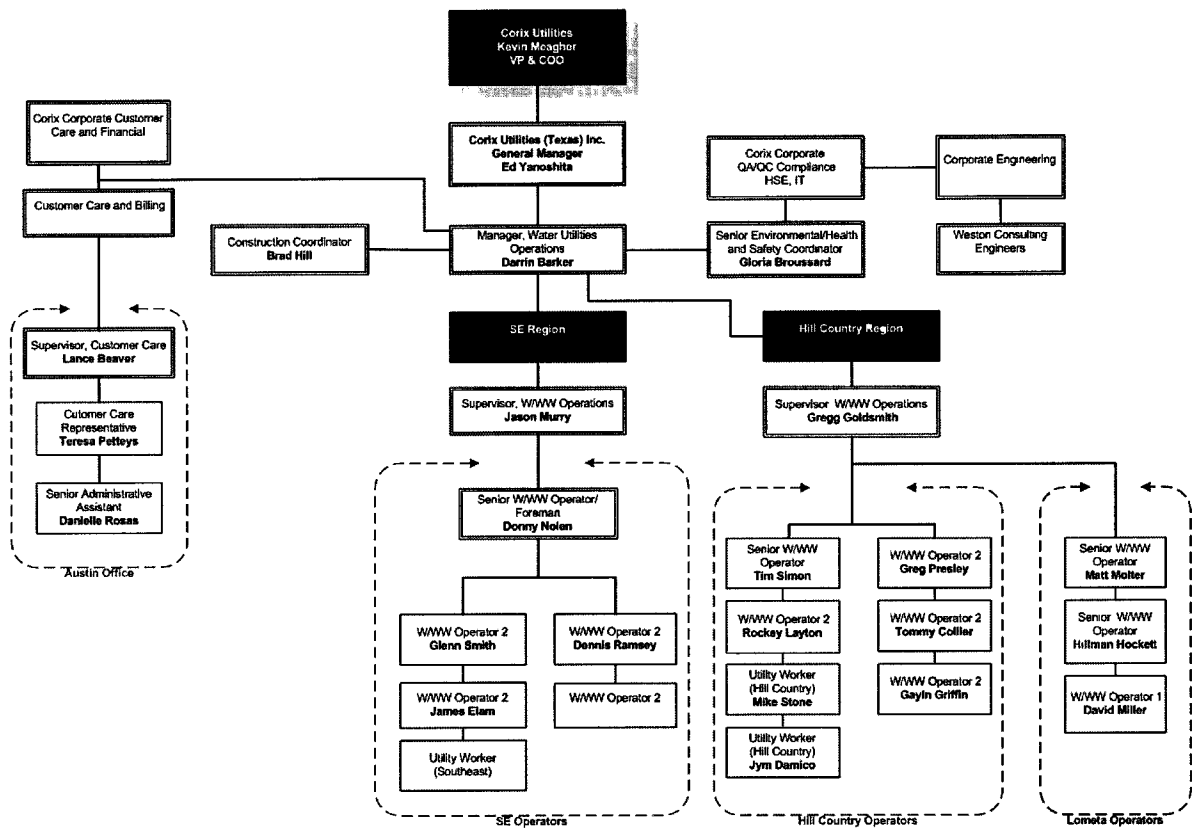 Corix Utilities
Kevin Meagher
VP & COO
Corix Corporate Customer
Care and Financial
Corix Utilities (Texas) Inc.
General Manager
Ed Yanoshita
Corix Corporate
QA/QC Compliance
HSE, IT
Corporate Engineering
Customer Care and Billing
Construction Coordinator
Brad Hill
Manager, Water Utilities
Operations
Darrin Barker
Senior Environmental/Health
and Safety Coordinator
Gloria Broussard
Weston Consulting
Engineers
SE Region
Hill Country Region
Supervisor, Customer Care
Lance Beaver
Cutomer Care
Representative
Teresa Petteys
Senior Administrative
Assistant
Danielle Rosas
Austin Office
Supervisor, W/WW Operations
Jason Murry
Supervisor W/WW Operations
Gregg Goldsmith
Senior W/WW Operator/
Foreman
Donny Nolen
W/WW Operator 2
Glenn Smith
W/WW Operator 2
Dennis Ramsey
W/WW Operator 2
James Elam
W/WW Operator 2
Utility Worker
(Southeast)
SE Operators
Senior W/WW
Operator
Tim Simon
W/WW Operator 2
Greg Presley
W/WW Operator 2
Rockey Layton
W/WW Operator 2
Tommy Collier
Utility Worker
(Hill Country)
Mike Stone
W/WW Operator 2
Gayin Griffin
Utility Worker
(Hill Country)
Jym Damico
Hill Country Operators
Senior W/WW
Operator
Matt Molter
Senior W/WW
Operator
Hillman Hockett
W/WW Operator 1
David Miller
Lometa Operators